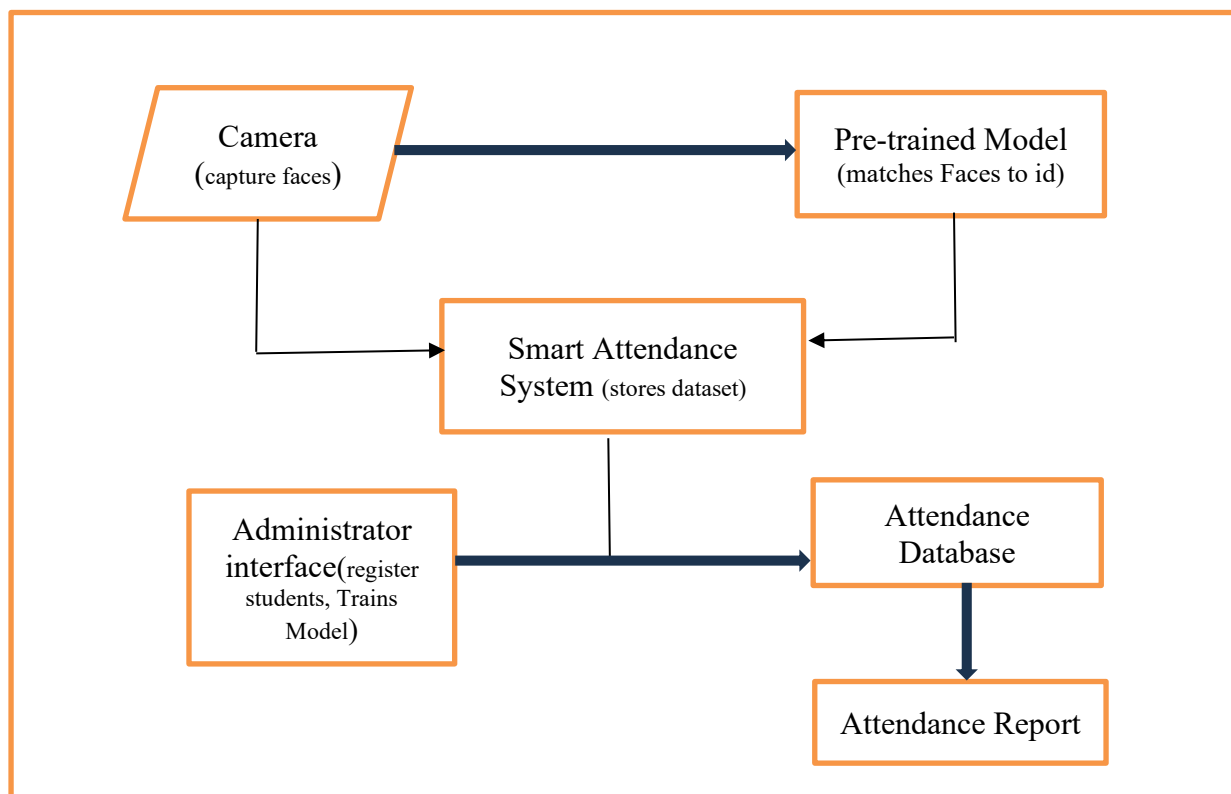 Camera
(capture faces)
Pre-trained Model
(matches Faces to id)
Smart Attendance
System (stores dataset)
Administrator
interface(register
students, Trains
Model)
Attendance
Database
Attendance Report